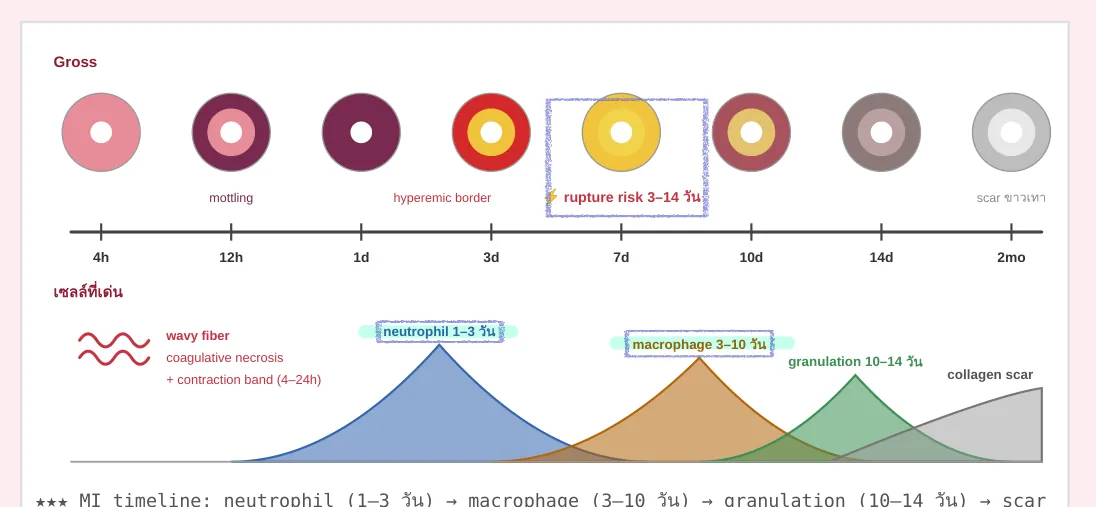 Gross
mottling
hyperemic border
⚡ rupture risk 3–14 วัน
scar ขาวเทา
4h 12h 1d 3d 7d 10d 14d 2mo
เซลล์ที่เด่น
wavy fiber
coagulative necrosis
+ contraction band (4–24h)
neutrophil 1–3 วัน
macrophage 3–10 วัน
granulation 10–14 วัน
collagen scar
★★★ MI timeline: neutrophil (1–3 วัน) → macrophage (3–10 วัน) → granulation (10–14 วัน) → scar